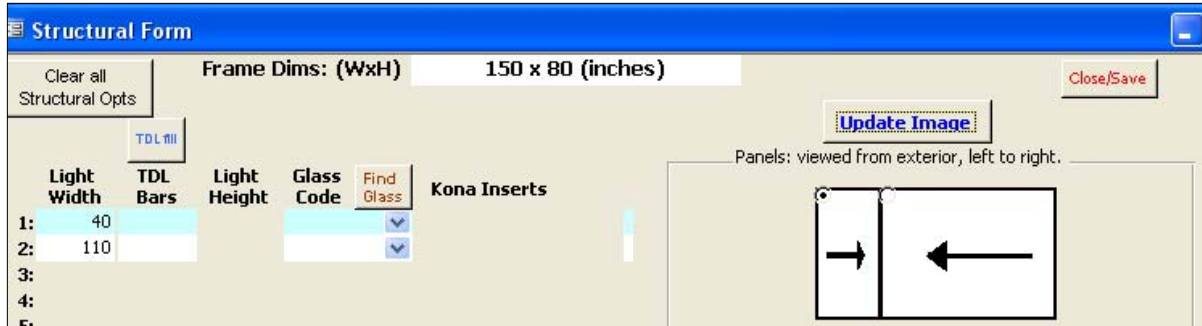 Structural Form
Clear all
Structural Opts
Frame Dims: (WxH)
150 x 80 (inches)
Close/Save
TDL fill
Update Image
Panels: viewed from exterior, left to right.
Light Width
TDL Bars
Light Height
Glass Code
Find Glass
Kona Inserts
1: 40
2: 110
3:
4:
5: